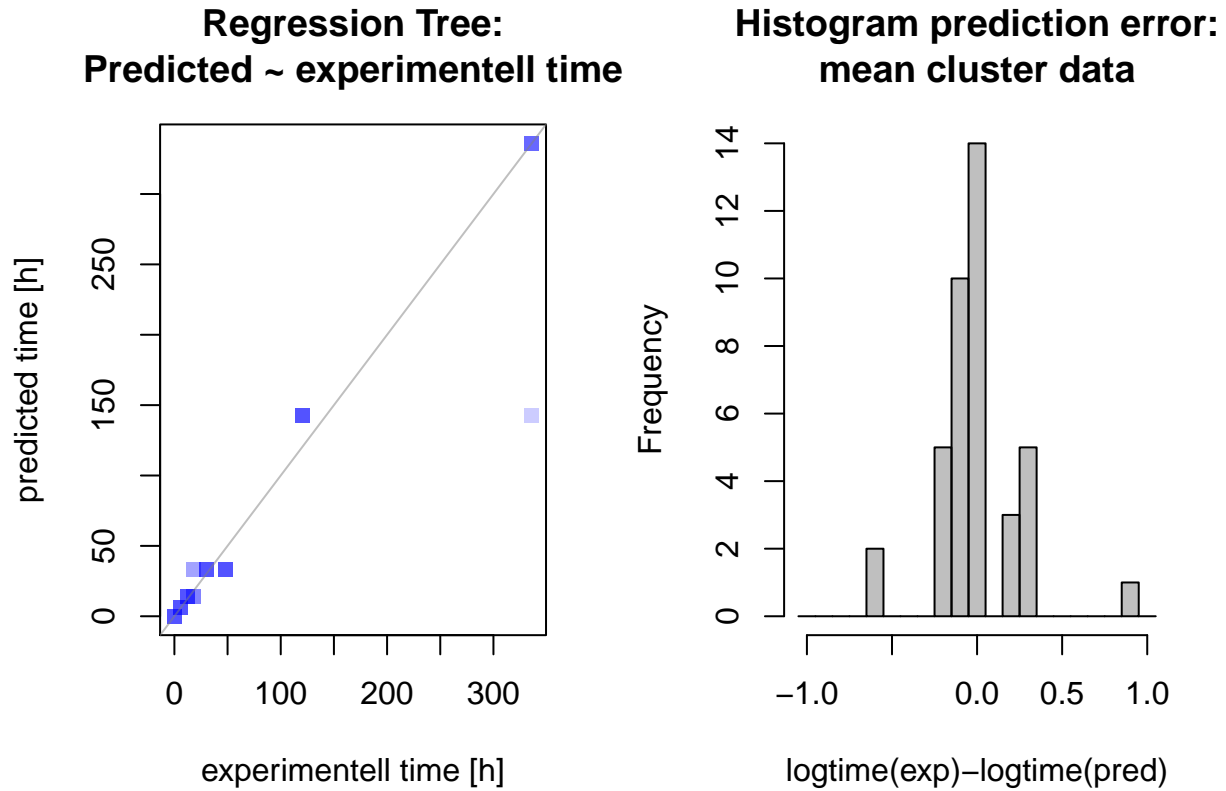 Regression Tree:
Predicted ~ experimentell time
predicted time [h]
250
150
50
0
0
100
200
300
experimentell time [h]
Histogram prediction error:
mean cluster data
Frequency
14
12
10
8
6
4
2
0
−1.0
0.0
0.5
1.0
logtime(exp)−logtime(pred)